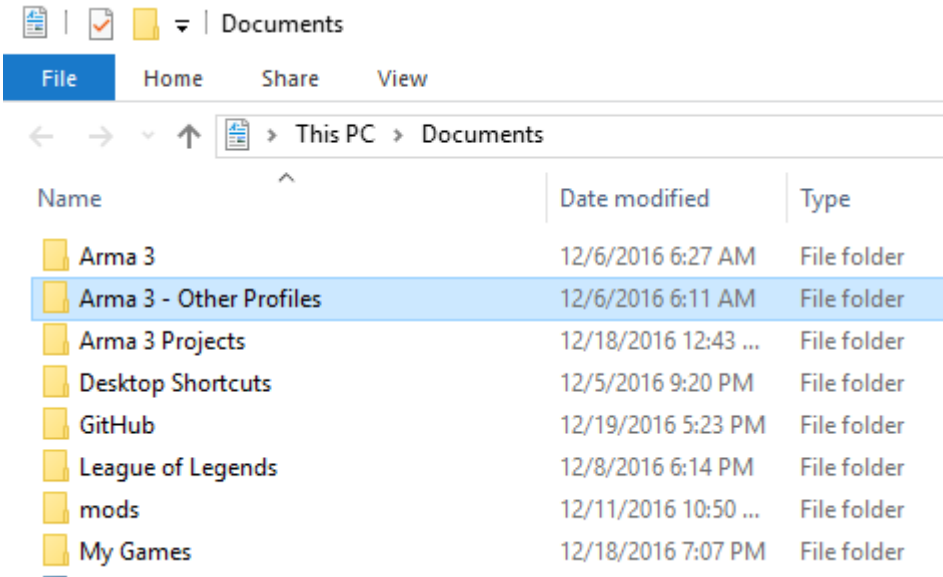 Documents
File Home Share View
This PC Documents
Name Date modified Type
Arma 3 12/6/2016 6:27 AM File folder
Arma 3 - Other Profiles 12/6/2016 6:11 AM File folder
Arma 3 Projects 12/18/2016 12:43 ... File folder
Desktop Shortcuts 12/5/2016 9:20 PM File folder
GitHub 12/19/2016 5:23 PM File folder
League of Legends 12/8/2016 6:14 PM File folder
mods 12/11/2016 10:50 ... File folder
My Games 12/18/2016 7:07 PM File folder